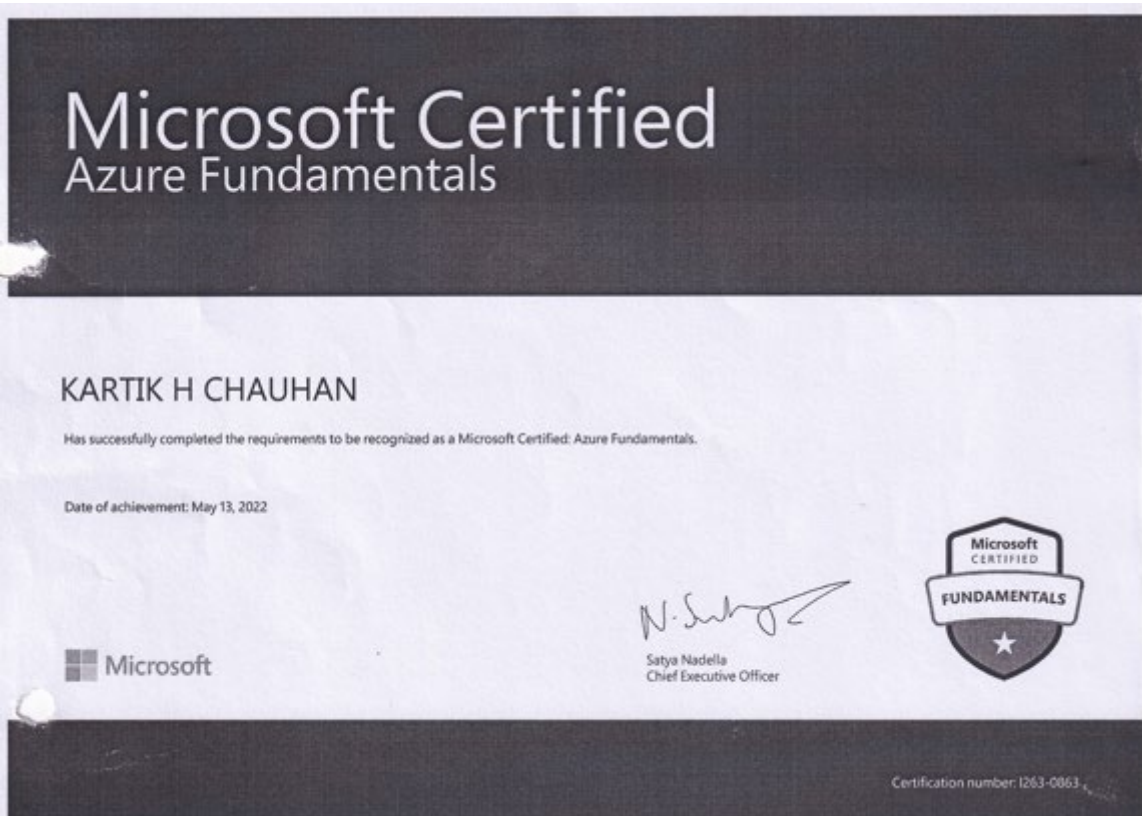 Microsoft Certified
Azure Fundamentals
KARTIK H CHAUHAN
Has successfully completed the requirements to be recognized as a Microsoft Certified: Azure Fundamentals.
Date of achievement: May 13, 2022
Microsoft
CERTIFIED
FUNDAMENTALS
Satya Nadella
Chief Executive Officer
Microsoft
Certification number: I263-0863